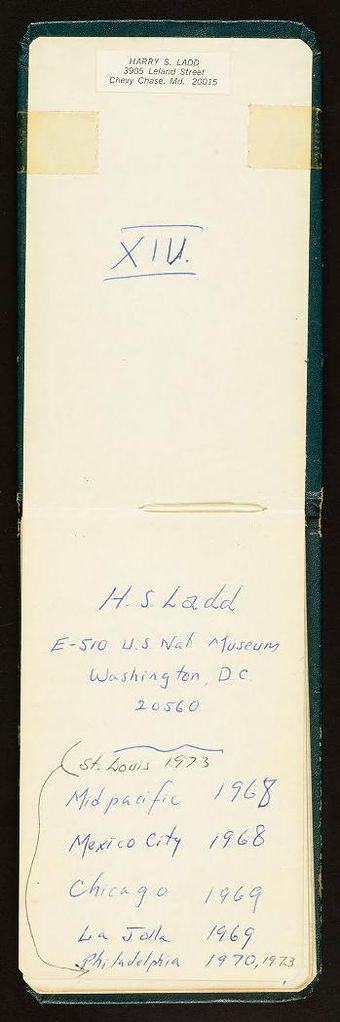 HARRY S. LADD
3905 Leland Street
Chevy Chase, Md. 20015
XIV.
H. S. Ladd
E-510 U.S Nat Museum
Washington, D.C.
20560
St. Louis 1973
Midpacific 1968
Mexico City 1968
Chicago 1969
La Jolla 1969
Philadelphia 1970, 1973